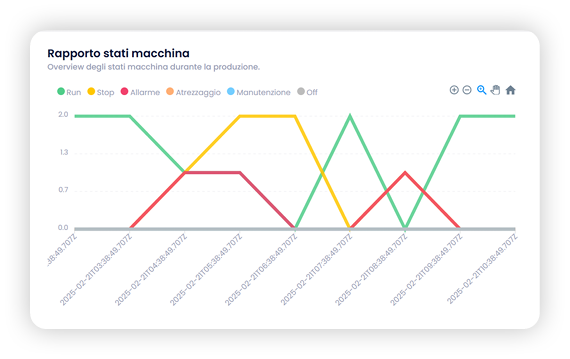 Rapporto stati macchina
Overview degli stati macchina durante la produzione.
Run Stop Allarme Atrezzaggio Manutenzione Off
2.0
1.3
0.7
0.0
...38:49.707Z
2025-02-21T03:38:49.707Z
2025-02-21T04:38:49.707Z
2025-02-21T05:38:49.707Z
2025-02-21T06:38:49.707Z
2025-02-21T07:38:49.707Z
2025-02-21T08:38:49.707Z
2025-02-21T09:38:49.707Z
2025-02-21T10:38:49.707Z